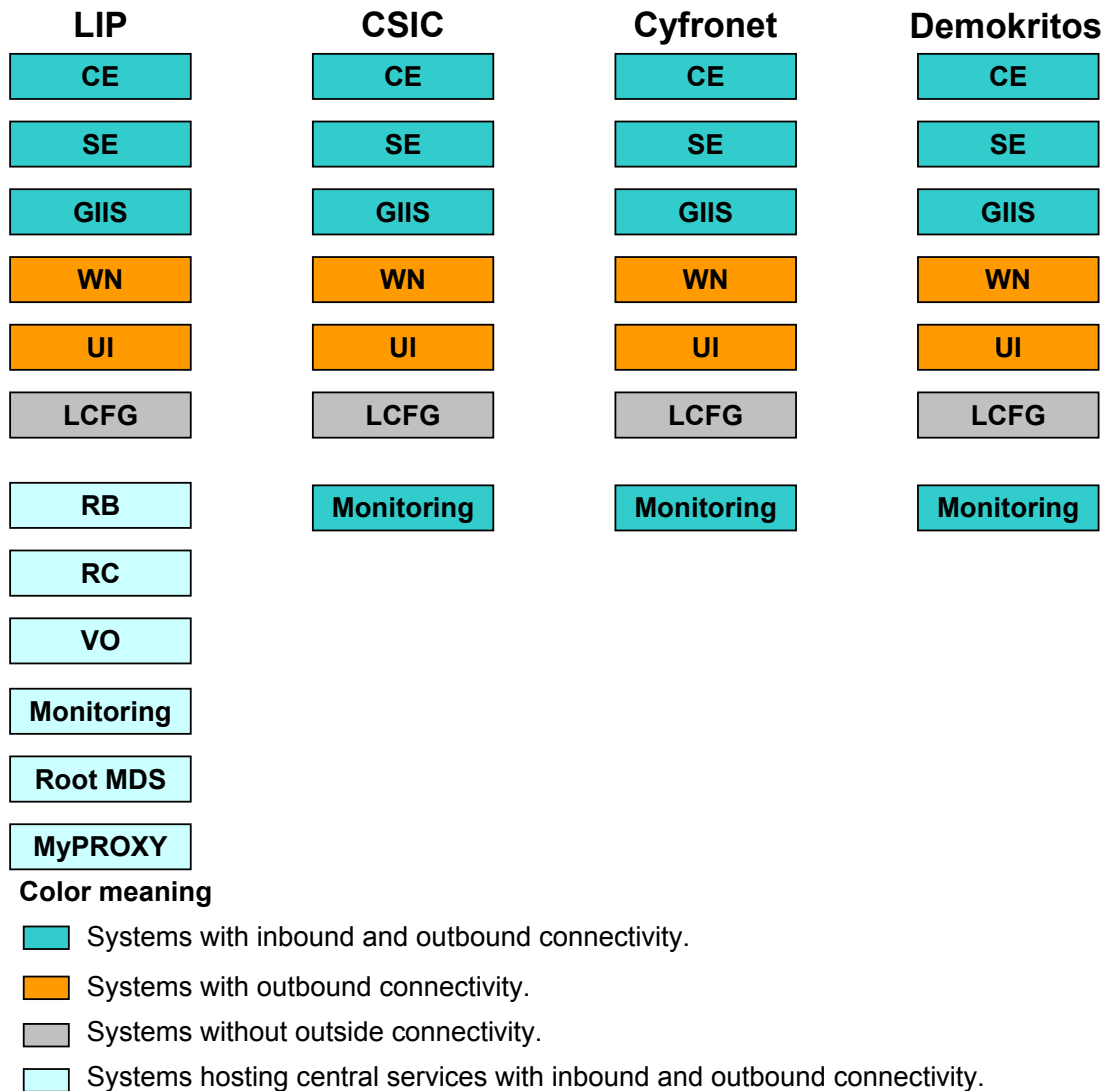 LIP CSIC Cyfronet Demokritos
CE CE CE CE
SE SE SE SE
GIIS GIIS GIIS GIIS
WN WN WN WN
UI UI UI UI
LCFG LCFG LCFG LCFG
RB Monitoring Monitoring Monitoring
RC
VO
Monitoring
Root MDS
MyPROXY
Color meaning
Systems with inbound and outbound connectivity.
Systems with outbound connectivity.
Systems without outside connectivity.
Systems hosting central services with inbound and outbound connectivity.